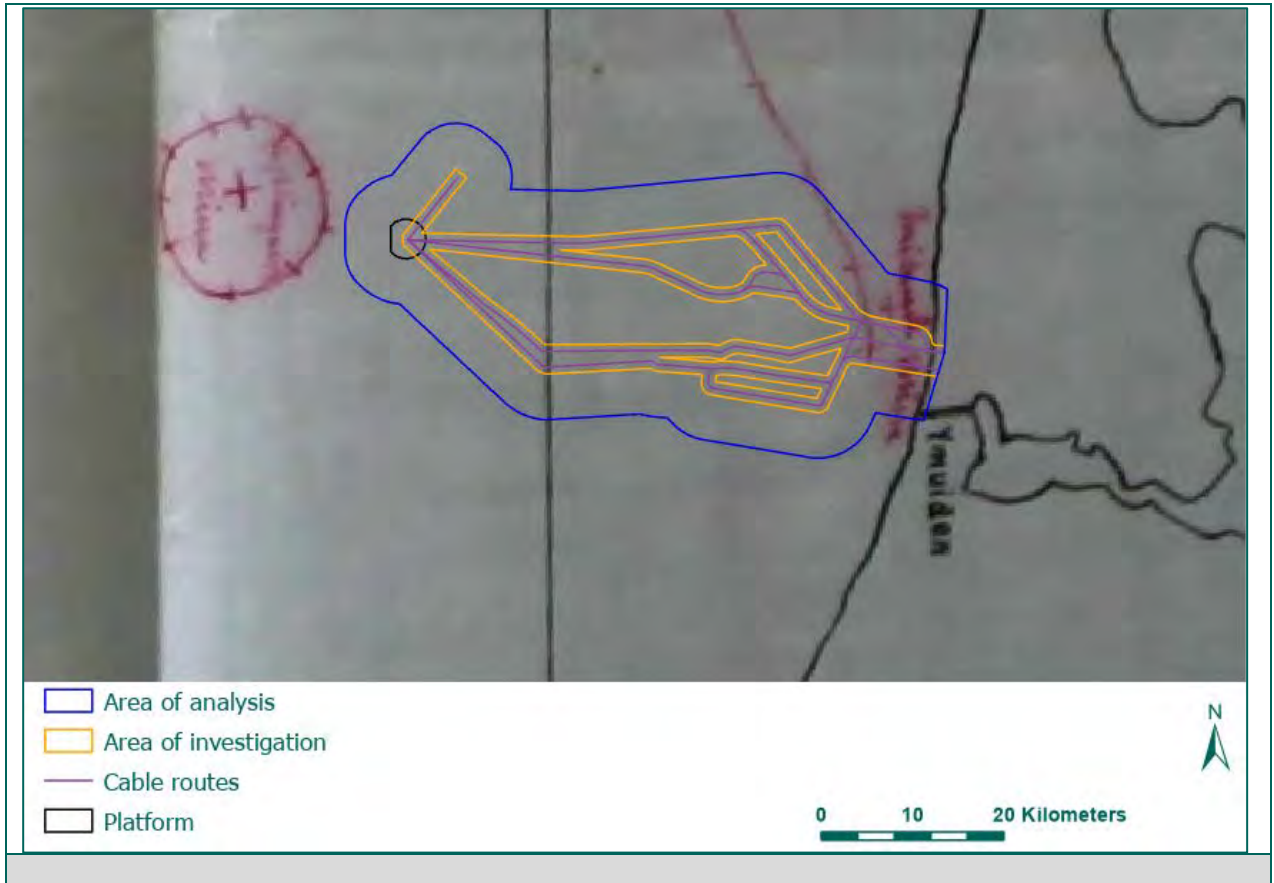 Ymuiden
Area of analysis
Area of investigation
Cable routes
Platform
N
0 10 20 Kilometers